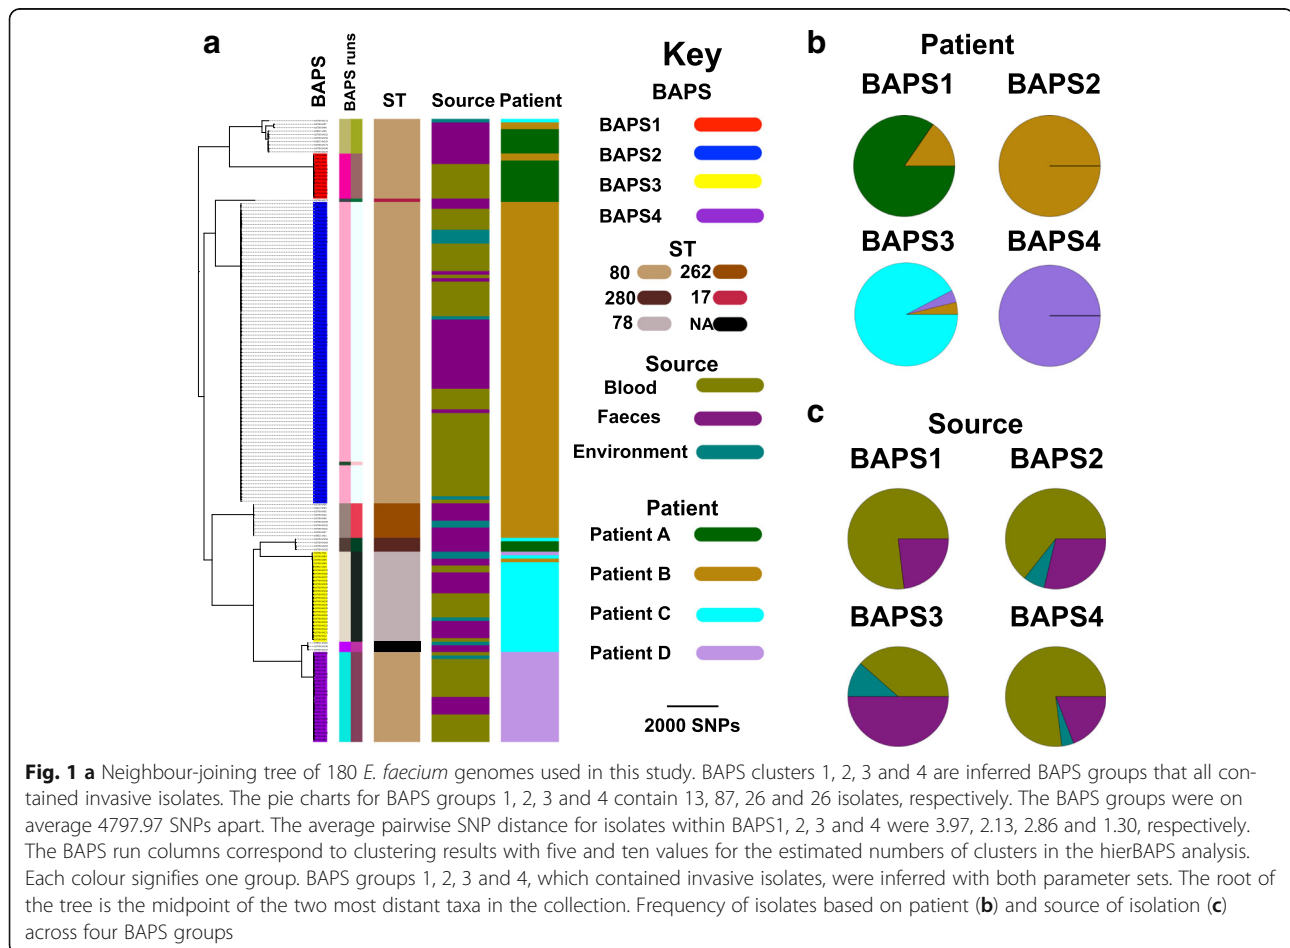 a
BAPS
BAPS runs
ST
Source
Patient
Key
BAPS
BAPS1
BAPS2
BAPS3
BAPS4
ST
80
262
280
17
78
NA
Source
Blood
Faeces
Environment
Patient
Patient A
Patient B
Patient C
Patient D
2000 SNPs
b
Patient
BAPS1
BAPS2
BAPS3
BAPS4
c
Source
BAPS1
BAPS2
BAPS3
BAPS4
Fig. 1 a Neighbour-joining tree of 180 E. faecium genomes used in this study. BAPS clusters 1, 2, 3 and 4 are inferred BAPS groups that all con-
tained invasive isolates. The pie charts for BAPS groups 1, 2, 3 and 4 contain 13, 87, 26 and 26 isolates, respectively. The BAPS groups were on
average 4797.97 SNPs apart. The average pairwise SNP distance for isolates within BAPS1, 2, 3 and 4 were 3.97, 2.13, 2.86 and 1.30, respectively.
The BAPS run columns correspond to clustering results with five and ten values for the estimated numbers of clusters in the hierBAPS analysis.
Each colour signifies one group. BAPS groups 1, 2, 3 and 4, which contained invasive isolates, were inferred with both parameter sets. The root of
the tree is the midpoint of the two most distant taxa in the collection. Frequency of isolates based on patient (b) and source of isolation (c)
across four BAPS groups